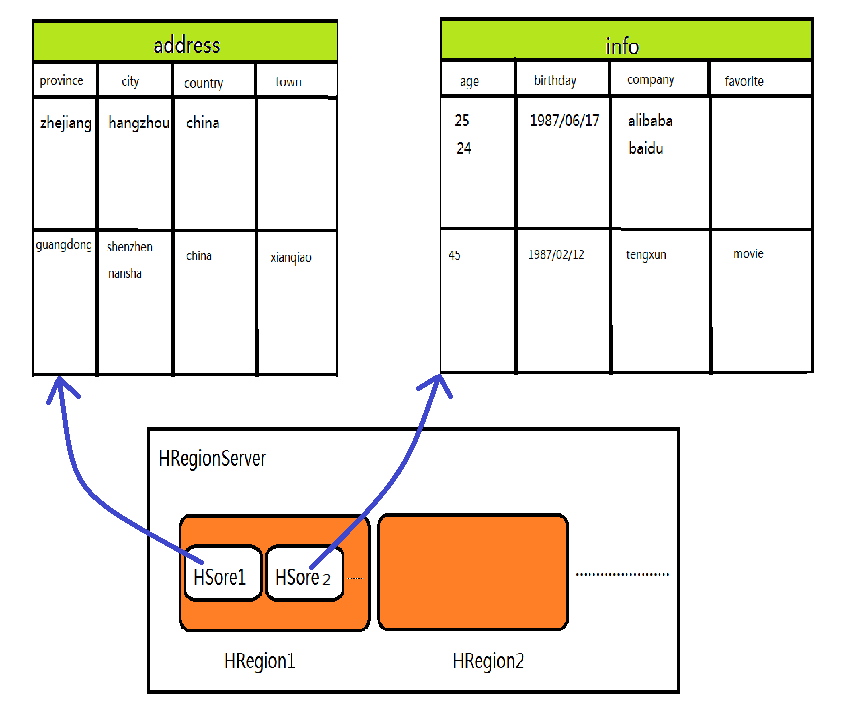 address
province city country town
zhejiang hangzhou china
guangdong shenzhen china xianqiao
nansha
info
age birthday company favorite
25 1987/06/17 alibaba
24 baidu
45 1987/02/12 tengxun movie
HRegionServer
HSore1 HSore 2
HRegion1 HRegion2